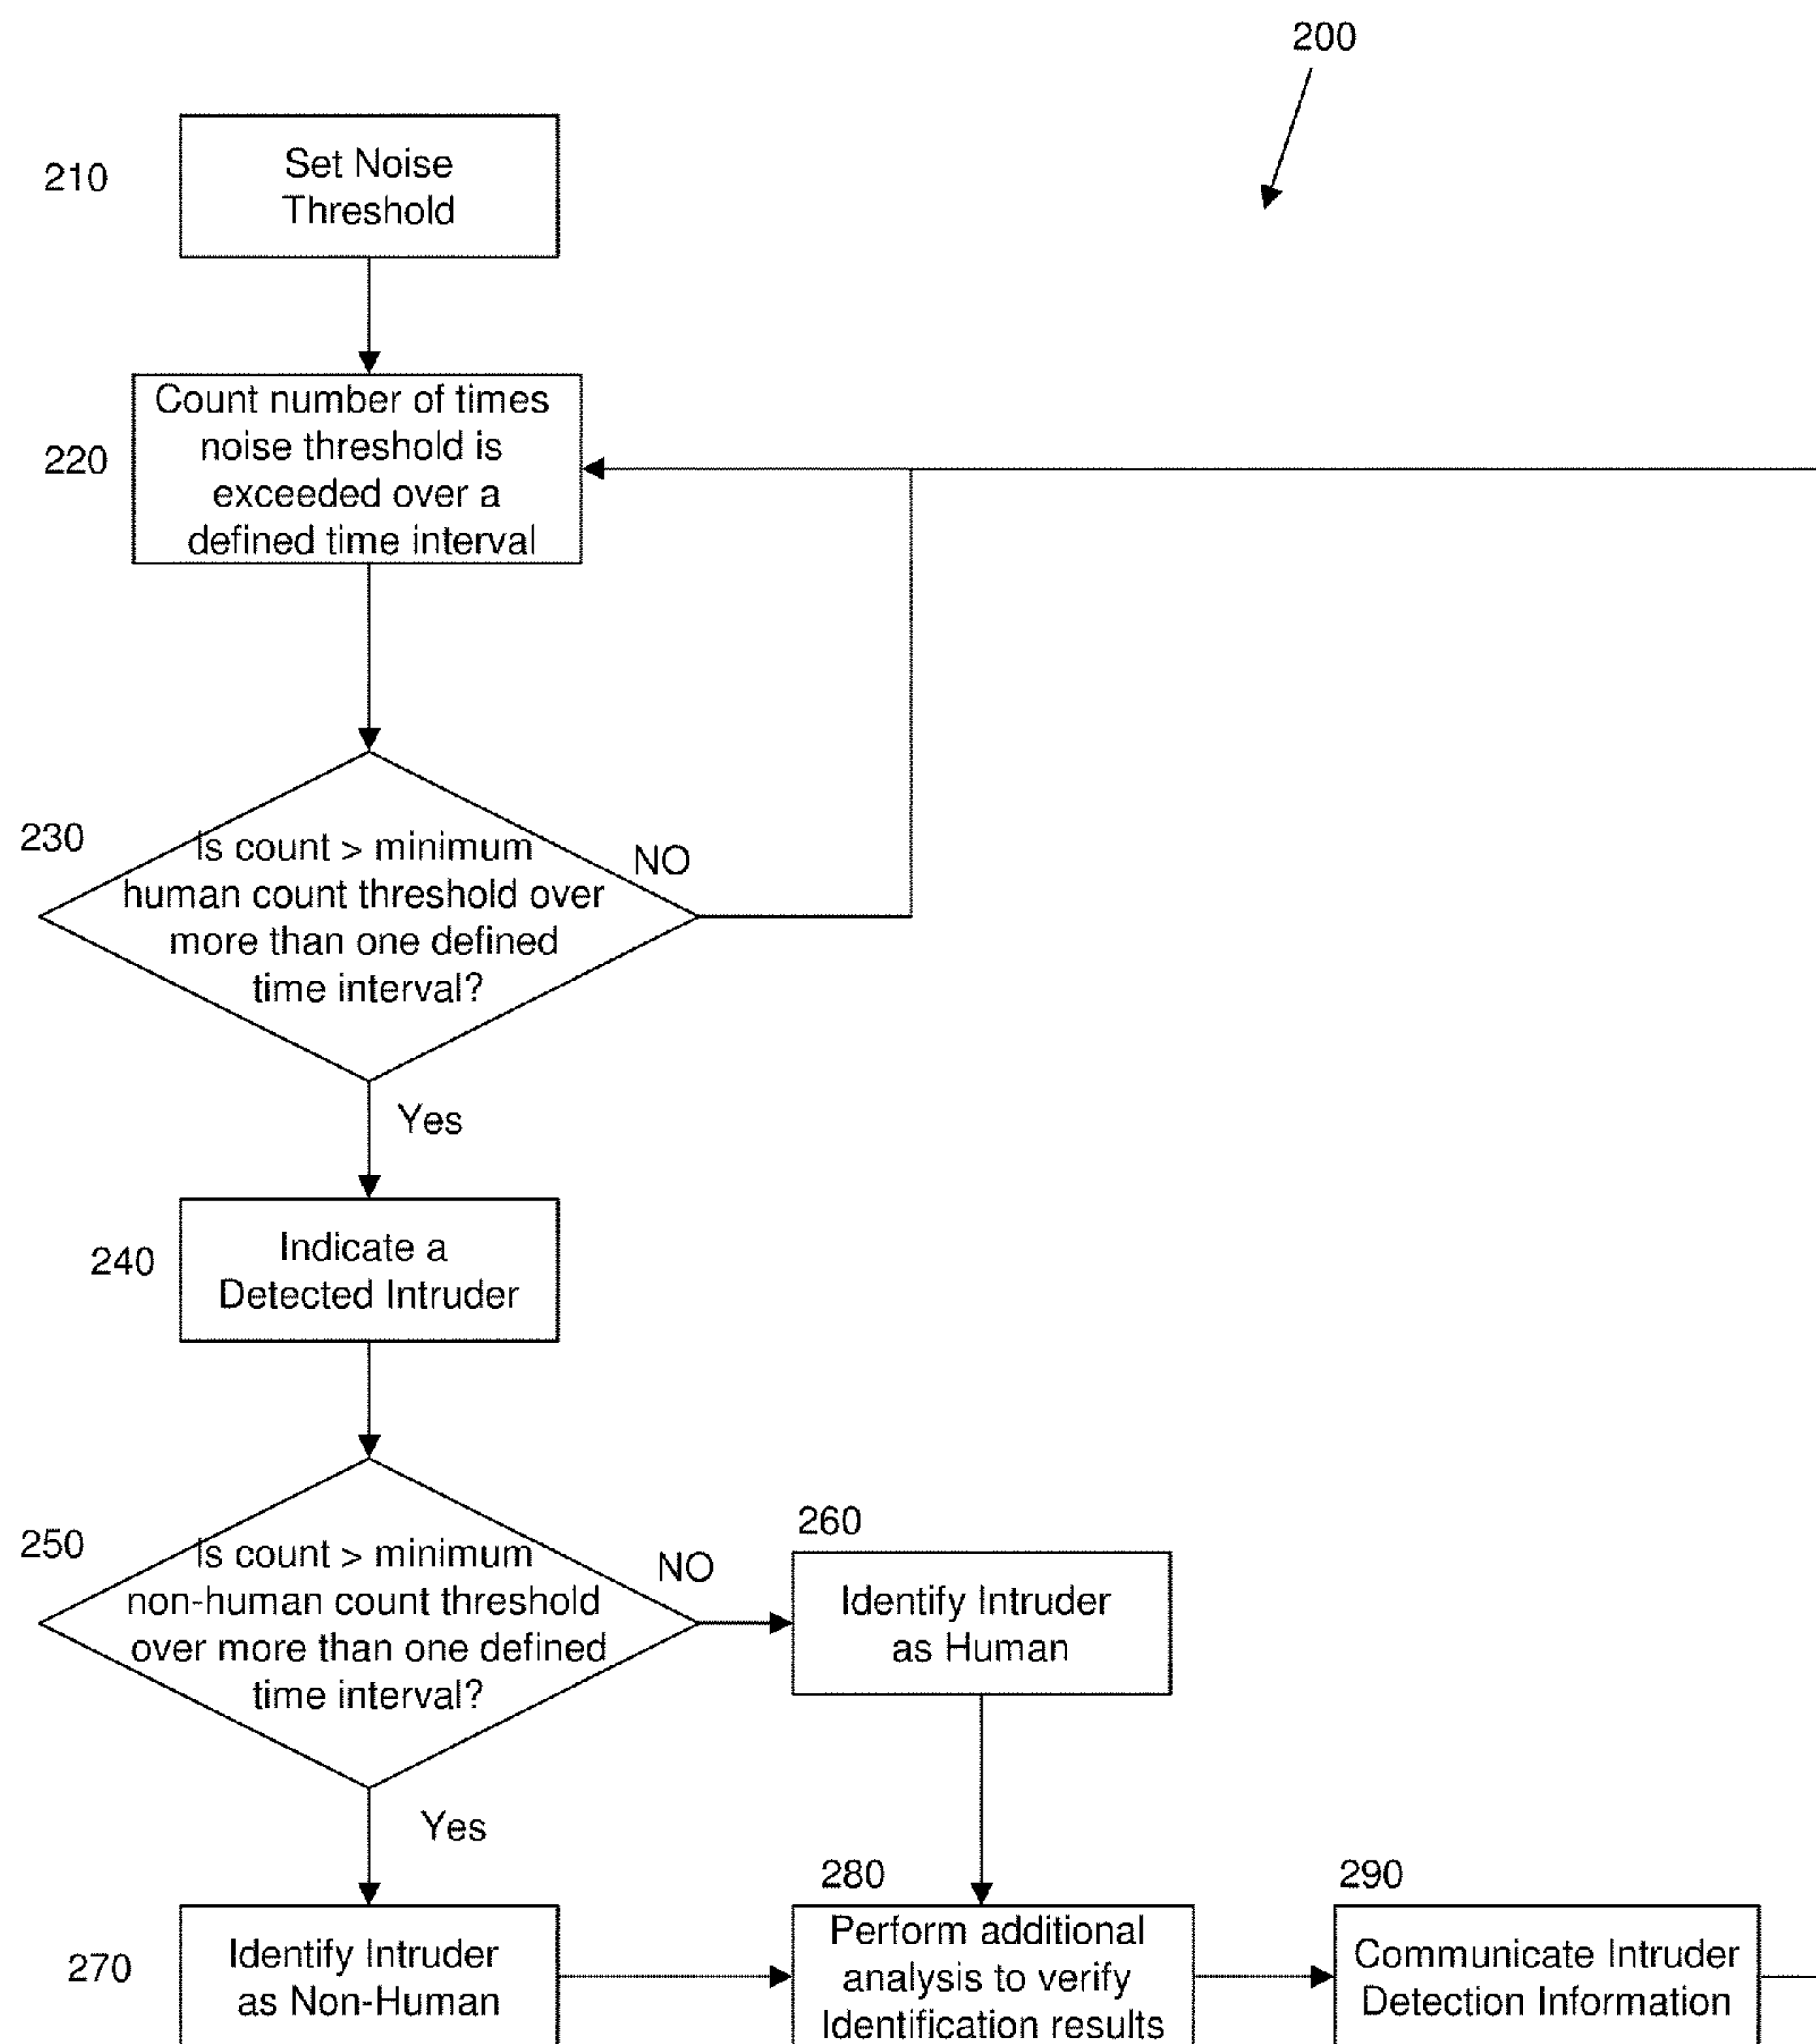 200
210
Set Noise
Threshold
220
Count number of times
noise threshold is
exceeded over a
defined time interval
230
Is count > minimum
human count threshold over
more than one defined
time interval?
NO
Yes
240
Indicate a
Detected Intruder
250
Is count > minimum
non-human count threshold
over more than one defined
time interval?
NO
260
Identify Intruder
as Human
Yes
270
Identify Intruder
as Non-Human
280
Perform additional
analysis to verify
Identification results
290
Communicate Intruder
Detection Information